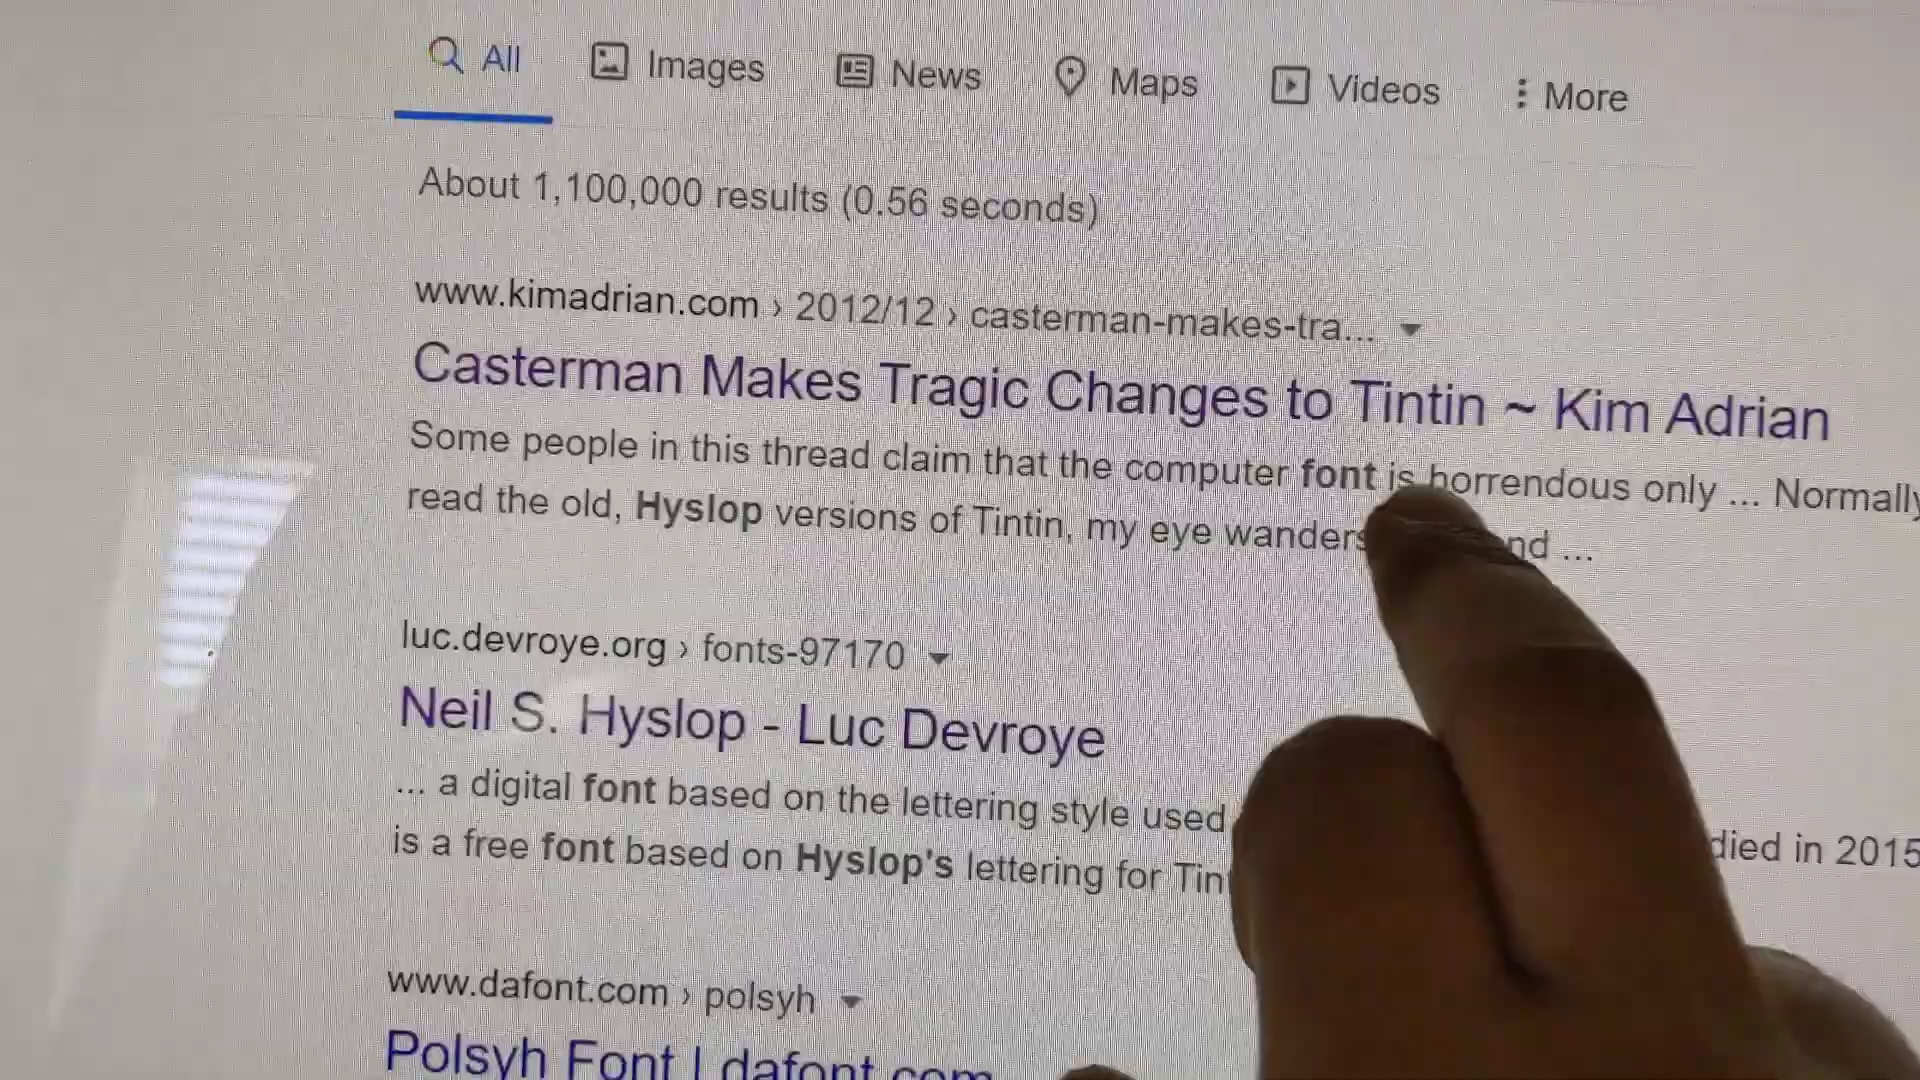 All Images News Maps Videos More
About 1,100,000 results (0.56 seconds)
www.kimadrian.com › 2012/12 › casterman-makes-tra...
Casterman Makes Tragic Changes to Tintin ~ Kim Adrian
Some people in this thread claim that the computer font is horrendous only ... Normally
read the old, Hyslop versions of Tintin, my eye wanders ...
luc.devroye.org › fonts-97170
Neil S. Hyslop - Luc Devroye
... a digital font based on the lettering style used died in 2015
is a free font based on Hyslop's lettering for
www.dafont.com › polsyh
Polsyh Font | dafont.com